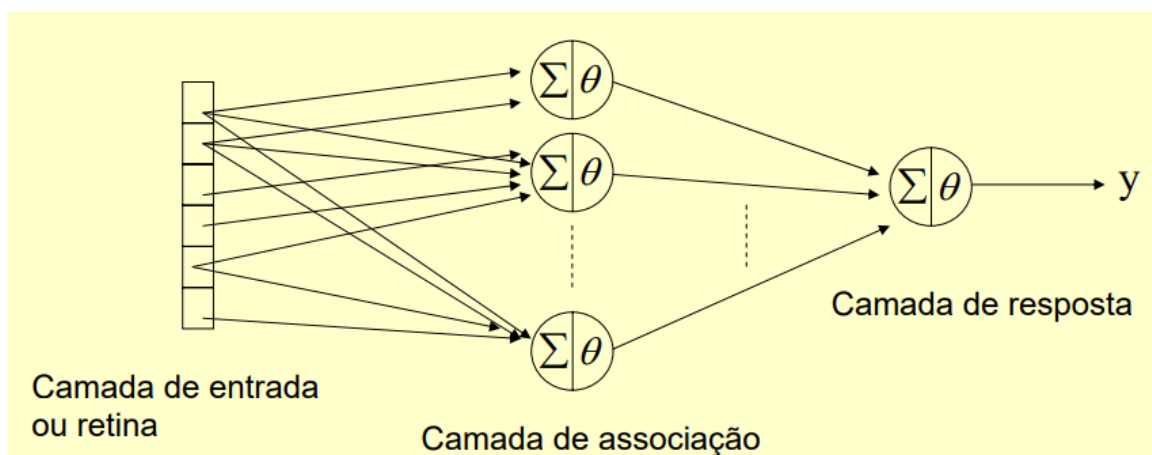 Σ θ
Σ θ
Σ θ
Σ θ
y
Camada de resposta
Camada de entrada
ou retina
Camada de associação